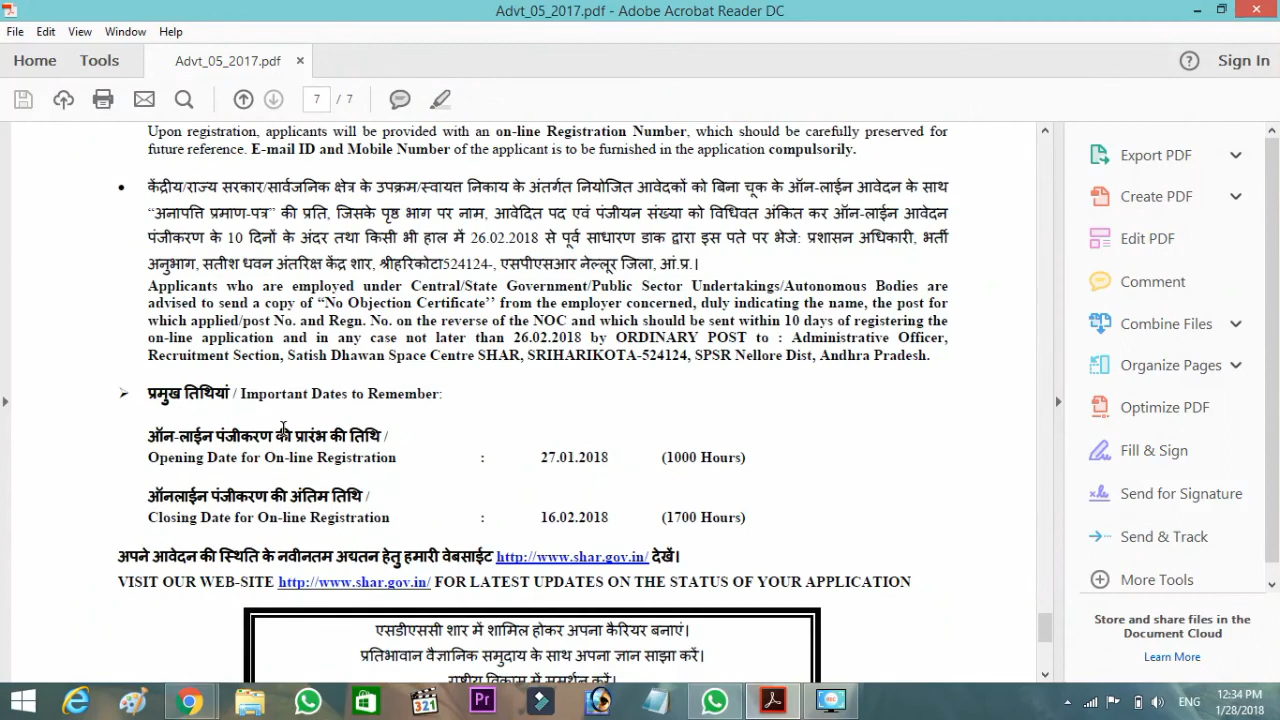 Advt_05_2017.pdf - Adobe Acrobat Reader DC
File Edit View Window Help
Home Tools Advt_05_2017.pdf × ? Sign In
7 / 7
Upon registration, applicants will be provided with an on-line Registration Number, which should be carefully preserved for
future reference. E-mail ID and Mobile Number of the applicant is to be furnished in the application compulsorily.
• केंद्रीय/राज्य सरकार/सार्वजनिक क्षेत्र के उपक्रम/स्वायत्त निकाय के अंतर्गत नियोजित आवेदकों को बिना चूक के ऑन-लाईन आवेदन के साथ
“अनापत्ति प्रमाण-पत्र” की प्रति, जिसके पृष्ठ भाग पर नाम, आवेदित पद एवं पंजीयन संख्या को विधिवत अंकित कर ऑन-लाईन आवेदन
पंजीकरण के 10 दिनों के अंदर तथा किसी भी हाल में 26.02.2018 से पूर्व साधारण डाक द्वारा इस पते पर भेजे: प्रशासन अधिकारी, भर्ती
अनुभाग, सतीश धवन अंतरिक्ष केंद्र शार, श्रीहरिकोटा524124-, एसपीएसआर नेल्लूर जिला, आं.प्र.।
Applicants who are employed under Central/State Government/Public Sector Undertakings/Autonomous Bodies are
advised to send a copy of “No Objection Certificate’’ from the employer concerned, duly indicating the name, the post for
which applied/post No. and Regn. No. on the reverse of the NOC and which should be sent within 10 days of registering the
on-line application and in any case not later than 26.02.2018 by ORDINARY POST to : Administrative Officer,
Recruitment Section, Satish Dhawan Space Centre SHAR, SRIHARIKOTA-524124, SPSR Nellore Dist, Andhra Pradesh.
➢ प्रमुख तिथियां / Important Dates to Remember:
ऑन-लाईन पंजीकरण की प्रारंभ की तिथि /
Opening Date for On-line Registration : 27.01.2018 (1000 Hours)
ऑनलाईन पंजीकरण की अंतिम तिथि /
Closing Date for On-line Registration : 16.02.2018 (1700 Hours)
अपने आवेदन की स्थिति के नवीनतम अद्यतन हेतु हमारी वेबसाईट http://www.shar.gov.in/ देखें।
VISIT OUR WEB-SITE http://www.shar.gov.in/ FOR LATEST UPDATES ON THE STATUS OF YOUR APPLICATION
एसडीएससी शार में शामिल होकर अपना कैरियर बनाएं।
प्रतिभावान वैज्ञानिक समुदाय के साथ अपना ज्ञान साझा करें।
Export PDF
Create PDF
Edit PDF
Comment
Combine Files
Organize Pages
Optimize PDF
Fill & Sign
Send for Signature
Send & Track
More Tools
Store and share files in the
Document Cloud
Learn More
321 Pr ENG
12:34 PM
1/28/2018